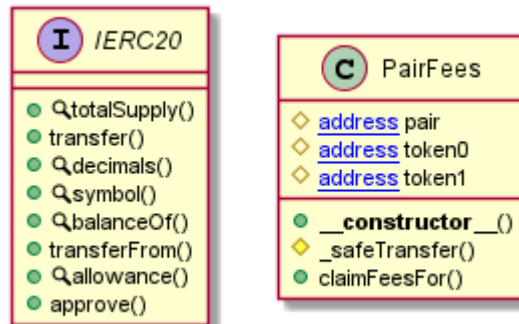 I IERC20
totalSupply()
transfer()
decimals()
symbol()
balanceOf()
transferFrom()
allowance()
approve()
C PairFees
address pair
address token0
address token1
__constructor__()
_safeTransfer()
claimFeesFor()